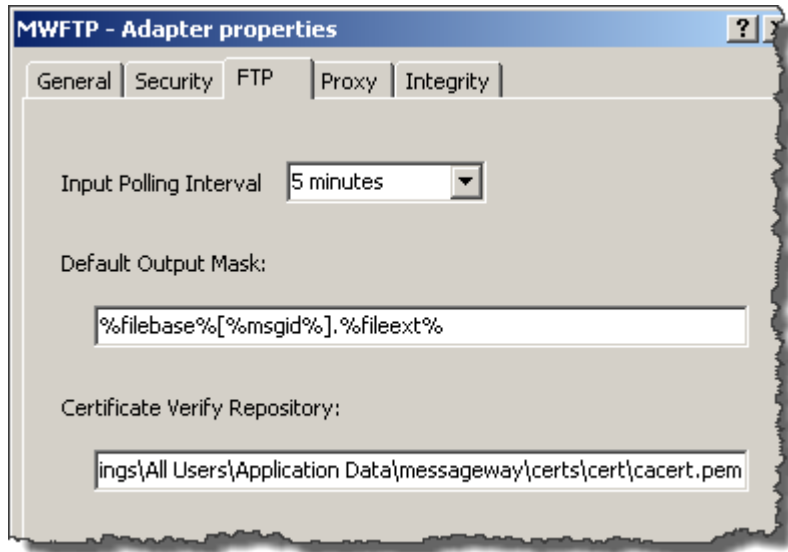 MWFTP - Adapter properties
General Security FTP Proxy Integrity
Input Polling Interval 5 minutes
Default Output Mask:
%filebase%[%msgid%].%fileext%
Certificate Verify Repository:
ings\All Users\Application Data\messageway\certs\cert\cacert.pem